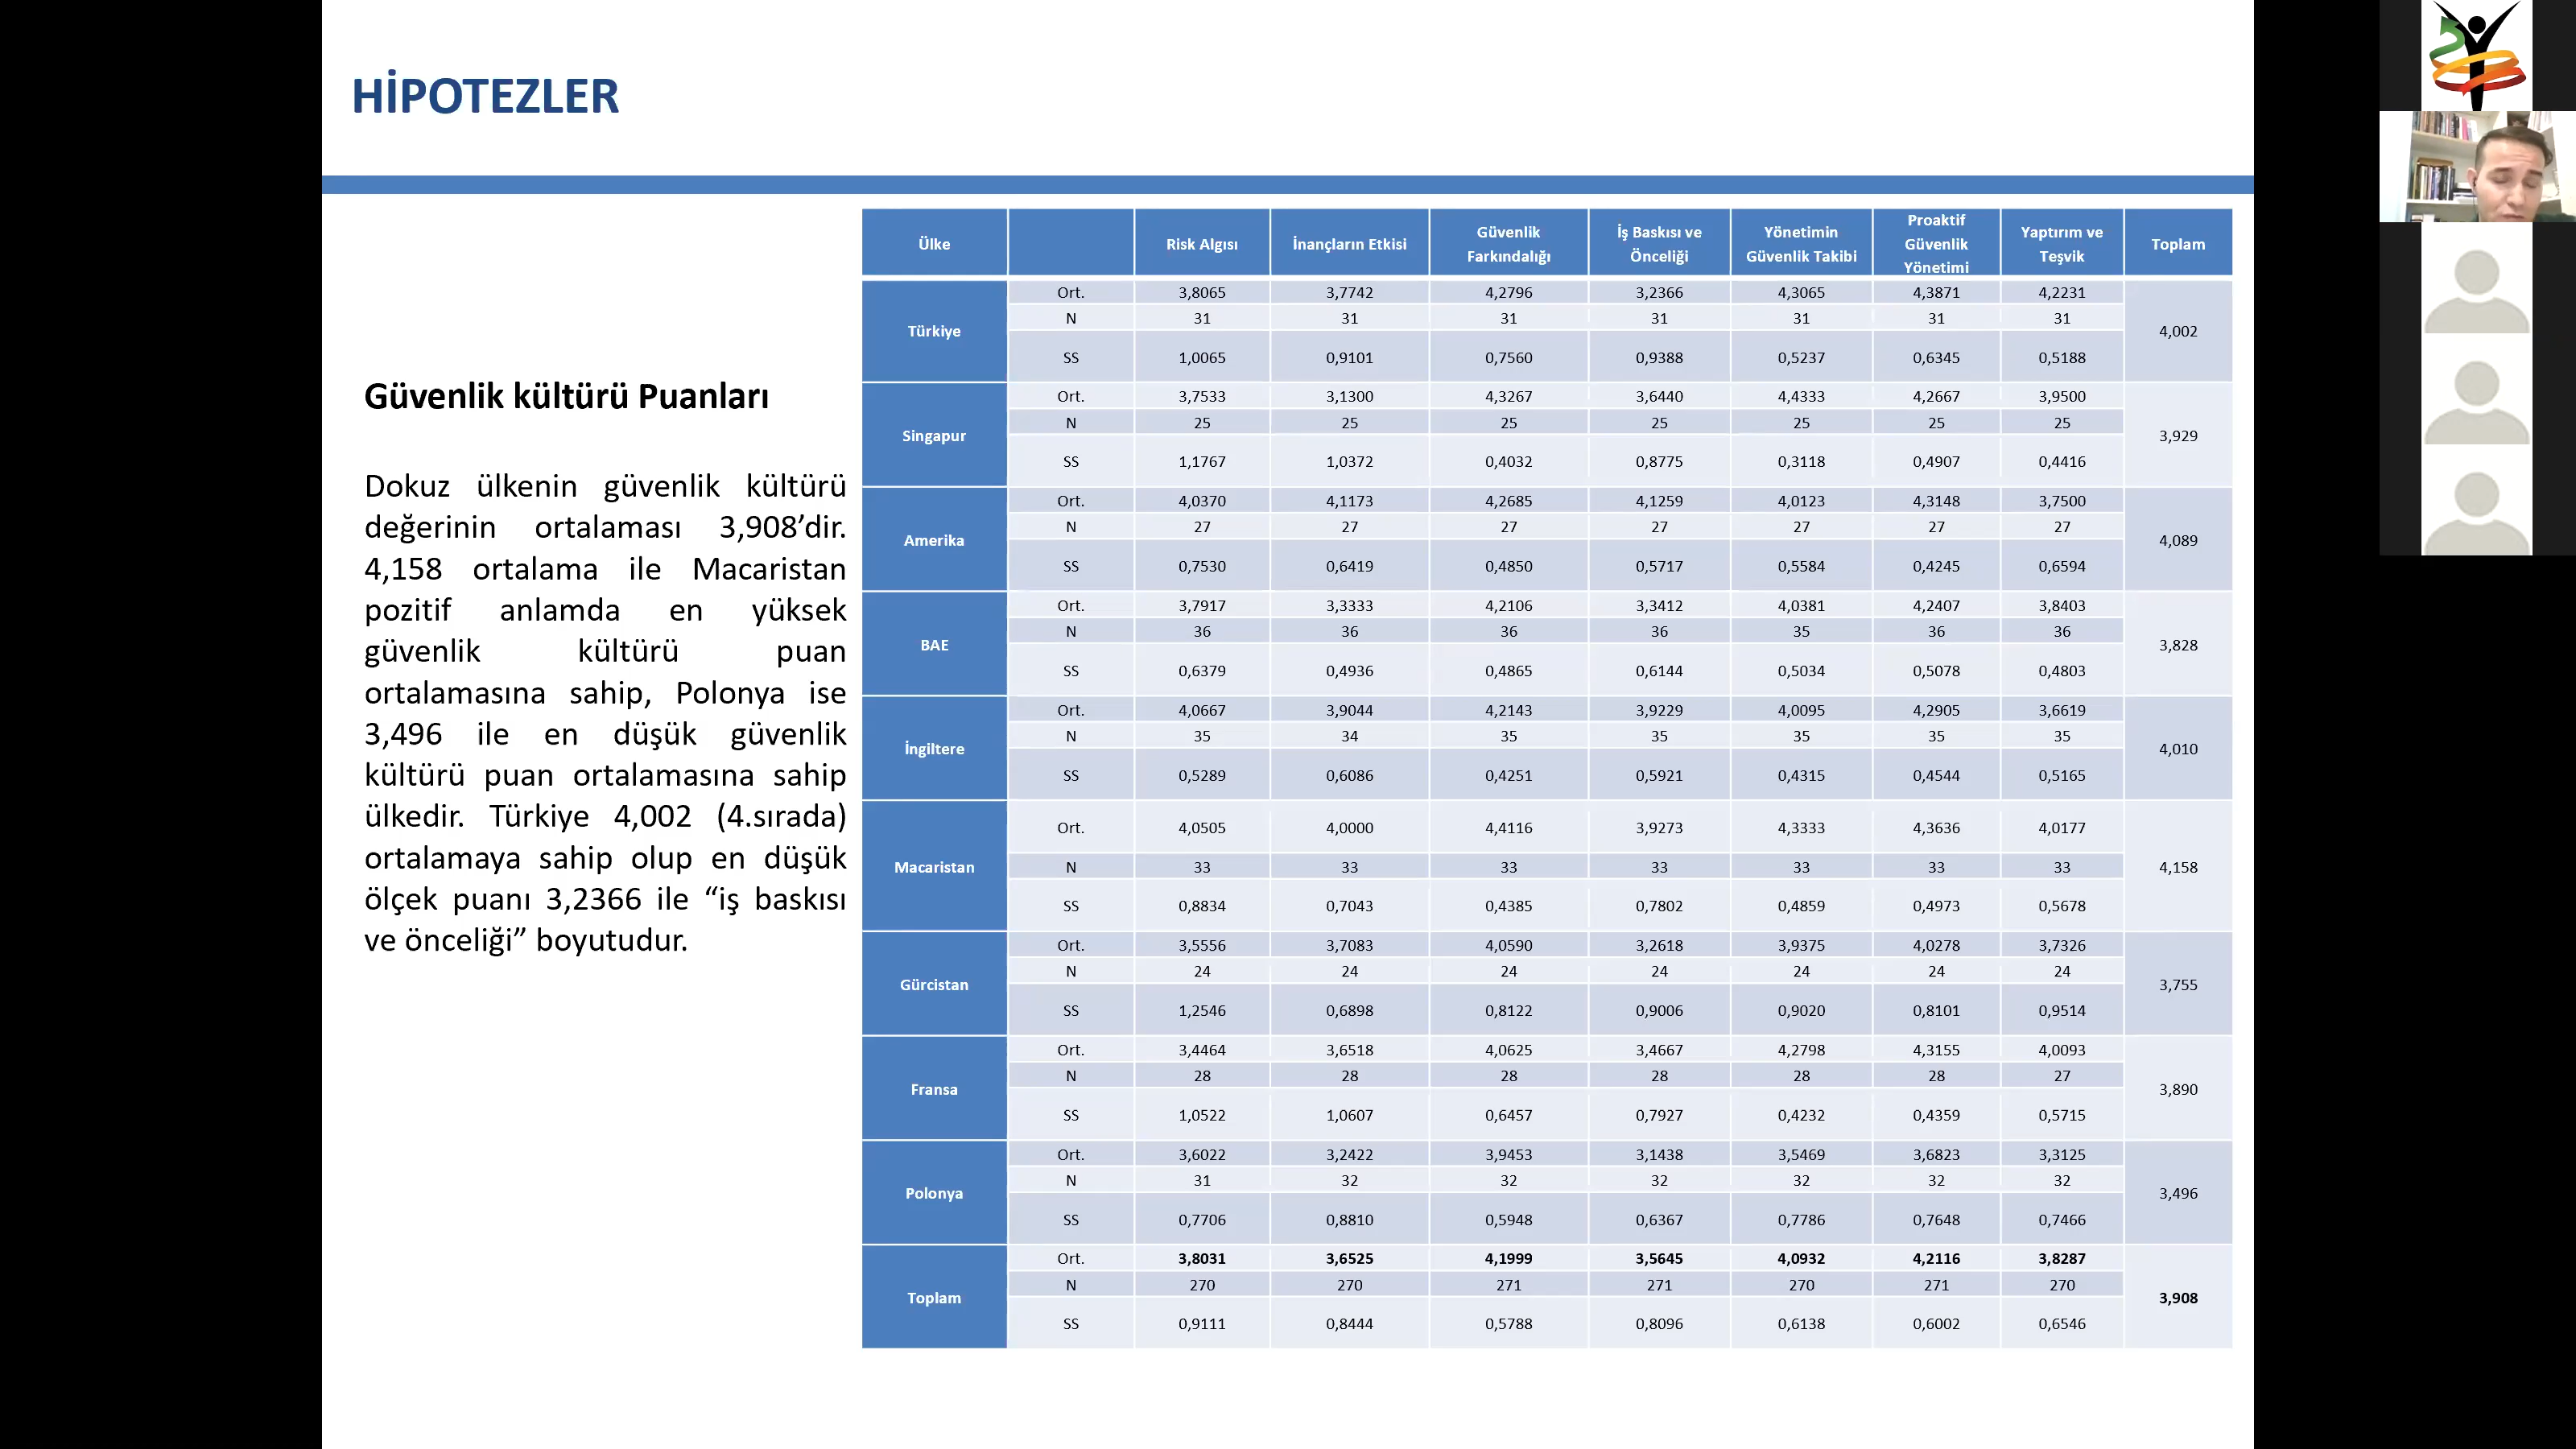 HİPOTEZLER
Güvenlik kültürü Puanları
Dokuz ülkenin güvenlik kültürü
değerinin ortalaması 3,908’dir.
4,158 ortalama ile Macaristan
pozitif anlamda en yüksek
güvenlik kültürü puan
ortalamasına sahip, Polonya ise
3,496 ile en düşük güvenlik
kültürü puan ortalamasına sahip
ülkedir. Türkiye 4,002 (4.sırada)
ortalamaya sahip olup en düşük
ölçek puanı 3,2366 ile “iş baskısı
ve önceliği” boyutudur.
Ülke Risk Algısı İnançların Etkisi Güvenlik Farkındalığı İş Baskısı ve Önceliği Yönetimin Güvenlik Takibi Proaktif Güvenlik Yönetimi Yaptırım ve Teşvik Toplam
Türkiye Ort. 3,8065 3,7742 4,2796 3,2366 4,3065 4,3871 4,2231 4,002
N 31 31 31 31 31 31 31
SS 1,0065 0,9101 0,7560 0,9388 0,5237 0,6345 0,5188
Singapur Ort. 3,7533 3,1300 4,3267 3,6440 4,4333 4,2667 3,9500 3,929
N 25 25 25 25 25 25 25
SS 1,1767 1,0372 0,4032 0,8775 0,3118 0,4907 0,4416
Amerika Ort. 4,0370 4,1173 4,2685 4,1259 4,0123 4,3148 3,7500 4,089
N 27 27 27 27 27 27 27
SS 0,7530 0,6419 0,4850 0,5717 0,5584 0,4245 0,6594
BAE Ort. 3,7917 3,3333 4,2106 3,3412 4,0381 4,2407 3,8403 3,828
N 36 36 36 36 35 36 36
SS 0,6379 0,4936 0,4865 0,6144 0,5034 0,5078 0,4803
İngiltere Ort. 4,0667 3,9044 4,2143 3,9229 4,0095 4,2905 3,6619 4,010
N 35 34 35 35 35 35 35
SS 0,5289 0,6086 0,4251 0,5921 0,4315 0,4544 0,5165
Macaristan Ort. 4,0505 4,0000 4,4116 3,9273 4,3333 4,3636 4,0177 4,158
N 33 33 33 33 33 33 33
SS 0,8834 0,7043 0,4385 0,7802 0,4859 0,4973 0,5678
Gürcistan Ort. 3,5556 3,7083 4,0590 3,2618 3,9375 4,0278 3,7326 3,755
N 24 24 24 24 24 24 24
SS 1,2546 0,6898 0,8122 0,9006 0,9020 0,8101 0,9514
Fransa Ort. 3,4464 3,6518 4,0625 3,4667 4,2798 4,3155 4,0093 3,890
N 28 28 28 28 28 28 27
SS 1,0522 1,0607 0,6457 0,7927 0,4232 0,4359 0,5715
Polonya Ort. 3,6022 3,2422 3,9453 3,1438 3,5469 3,6823 3,3125 3,496
N 31 32 32 32 32 32 32
SS 0,7706 0,8810 0,5948 0,6367 0,7786 0,7648 0,7466
Toplam Ort. 3,8031 3,6525 4,1999 3,5645 4,0932 4,2116 3,8287 3,908
N 270 270 271 271 270 271 270
SS 0,9111 0,8444 0,5788 0,8096 0,6138 0,6002 0,6546